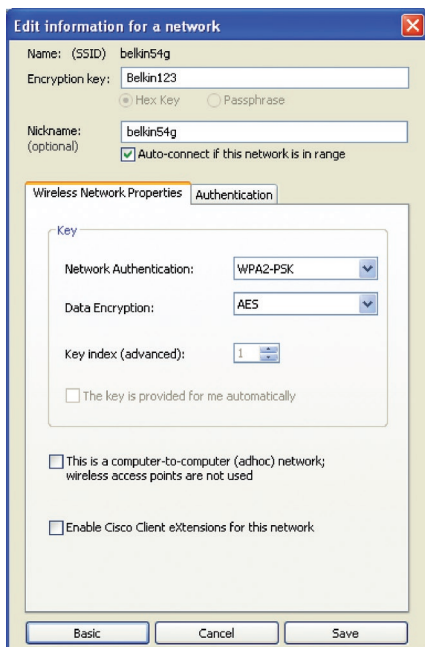 Edit information for a network
Name: (SSID) belkin54g
Encryption key: Belkin123
Hex Key Passphrase
Nickname: belkin54g
(optional)
Auto-connect if this network is in range
Wireless Network Properties Authentication
Key
Network Authentication: WPA2-PSK
Data Encryption: AES
Key index (advanced): 1
The key is provided for me automatically
This is a computer-to-computer (adhoc) network;
wireless access points are not used
Enable Cisco Client eXtensions for this network
Basic Cancel Save